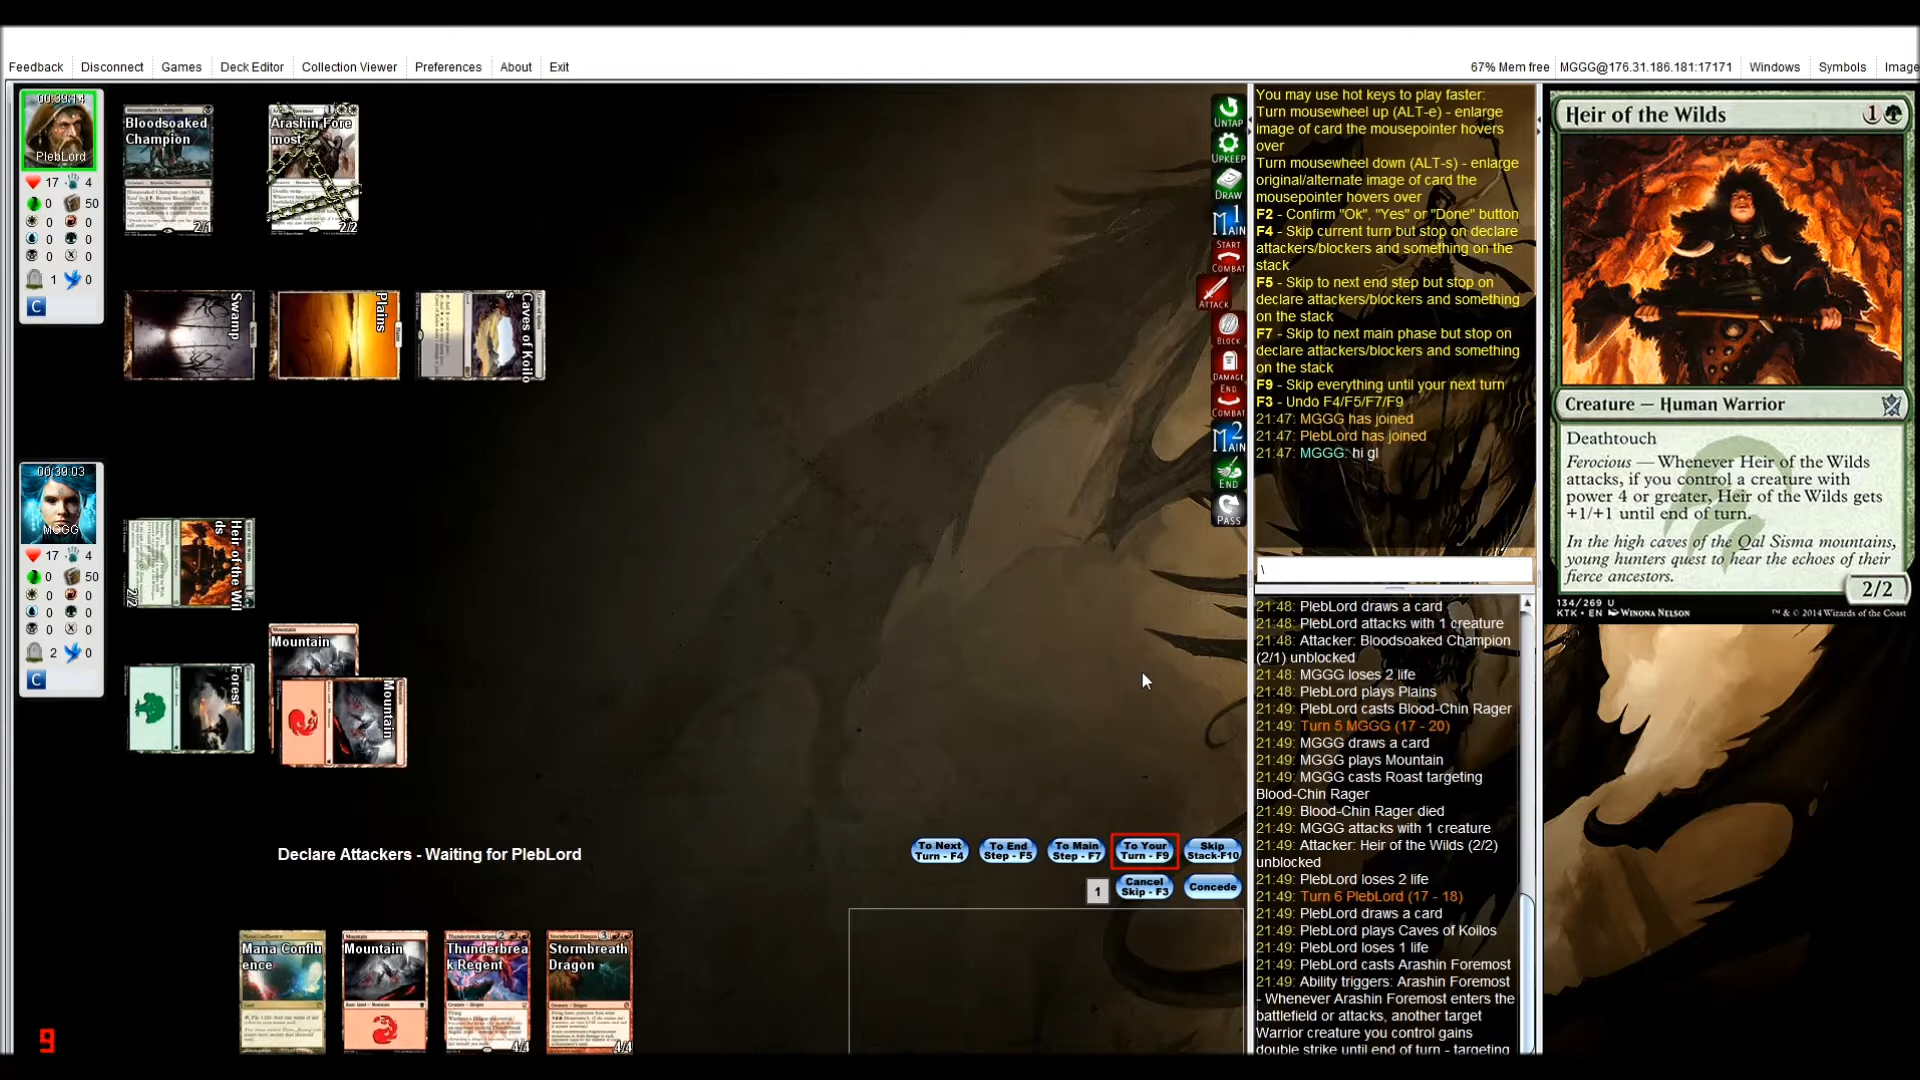 Feedback Disconnect Games Deck Editor Collection Viewer Preferences About Exit
67% Mem free MGGG@176.31.186.181:17171 Windows Symbols Image
00:39:14
PlebLord
17 4
0 50
0 0
0 0
0 0
1 0
C
Bloodsoaked
Champion
2/1
Arashin Fore
most
2/2
Swamp
Plains
Caves of Koilo
s
00:39:03
MGGG
17 4
0 50
0 0
0 0
0 0
2 0
C
Heir of the Wil
ds
2/2
Forest
Mountain
Mountain
UNTAP
UPKEEP
DRAW
M1
MAIN
START
COMBAT
ATTACK
BLOCK
DAMAGE
END
COMBAT
M2
MAIN
END
PASS
Declare Attackers - Waiting for PlebLord
To Next
Turn - F4
To End
Step - F5
To Main
Step - F7
To Your
Turn - F9
Skip
Stack-F10
1
Cancel
Skip - F3
Concede
Mana Conflu
ence
Mountain
Thunderbrea
k Regent
4/4
Stormbreath
Dragon
4/4
9
You may use hot keys to play faster:
Turn mousewheel up (ALT-e) - enlarge
image of card the mousepointer hovers
over
Turn mousewheel down (ALT-s) - enlarge
original/alternate image of card the
mousepointer hovers over
F2 - Confirm "Ok", "Yes" or "Done" button
F4 - Skip current turn but stop on declare
attackers/blockers and something on the
stack
F5 - Skip to next end step but stop on
declare attackers/blockers and something
on the stack
F7 - Skip to next main phase but stop on
declare attackers/blockers and something
on the stack
F9 - Skip everything until your next turn
F3 - Undo F4/F5/F7/F9
21:47: MGGG has joined
21:47: PlebLord has joined
21:47: MGGG: hi gl
\
21:48: PlebLord draws a card
21:48: PlebLord attacks with 1 creature
21:48: Attacker: Bloodsoaked Champion
(2/1) unblocked
21:48: MGGG loses 2 life
21:48: PlebLord plays Plains
21:49: PlebLord casts Blood-Chin Rager
21:49: Turn 5 MGGG (17 - 20)
21:49: MGGG draws a card
21:49: MGGG plays Mountain
21:49: MGGG casts Roast targeting
Blood-Chin Rager
21:49: Blood-Chin Rager died
21:49: MGGG attacks with 1 creature
21:49: Attacker: Heir of the Wilds (2/2)
unblocked
21:49: PlebLord loses 2 life
21:49: Turn 6 PlebLord (17 - 18)
21:49: PlebLord draws a card
21:49: PlebLord plays Caves of Koilos
21:49: PlebLord loses 1 life
21:49: PlebLord casts Arashin Foremost
21:49: Ability triggers: Arashin Foremost
- Whenever Arashin Foremost enters the
battlefield or attacks, another target
Warrior creature you control gains
double strike until end of turn - targeting
Heir of the Wilds 1
Creature — Human Warrior
Deathtouch
Ferocious — Whenever Heir of the Wilds
attacks, if you control a creature with
power 4 or greater, Heir of the Wilds gets
+1/+1 until end of turn.
In the high caves of the Qal Sisma mountains,
young hunters quest to hear the echoes of their
fierce ancestors.
2/2
134/269 U
KTK • EN Winona Nelson
™ & © 2014 Wizards of the Coast